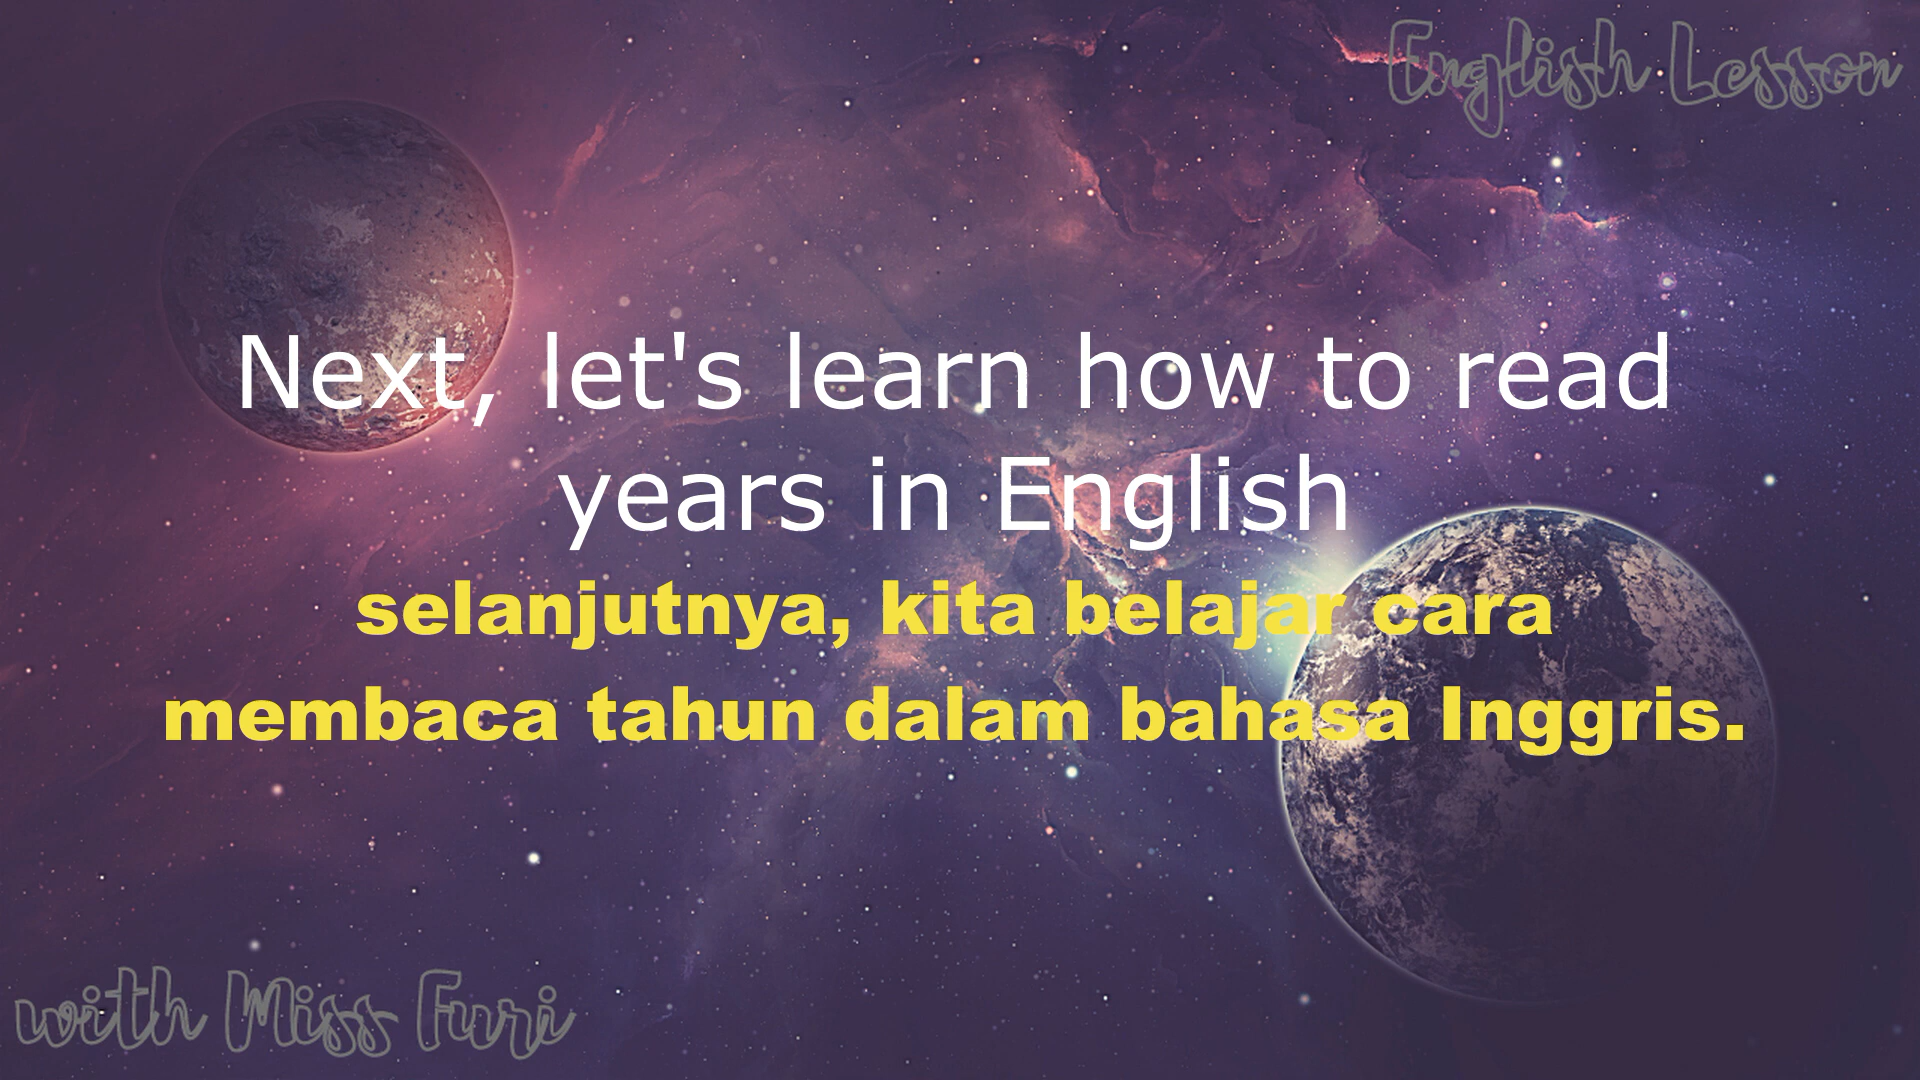 English Lesson
Next, let's learn how to read
years in English
selanjutnya, kita belajar cara
membaca tahun dalam bahasa Inggris.
with Miss Furi